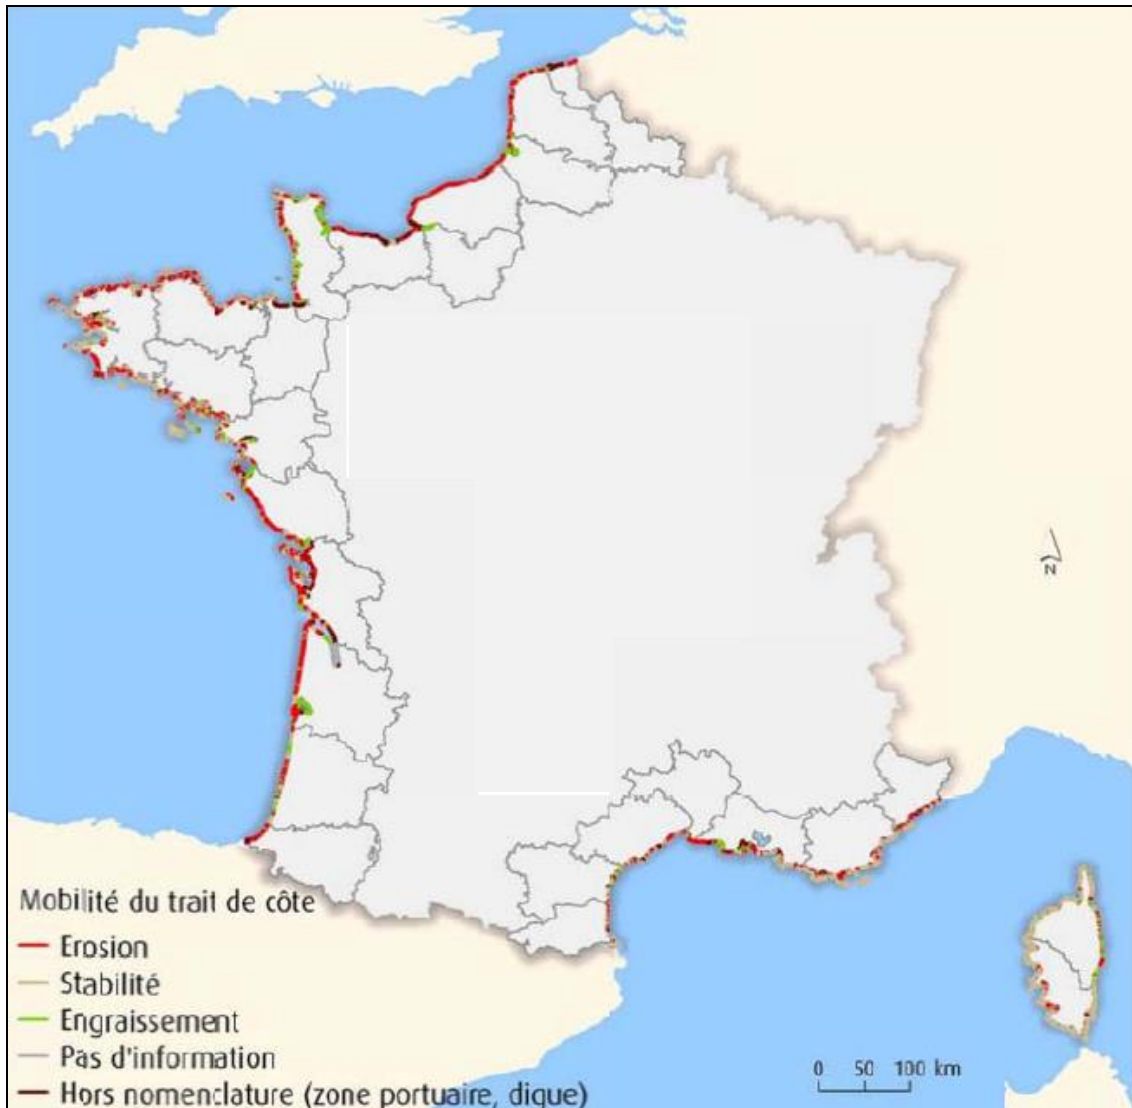 N
Mobilité du trait de côte
Erosion
Stabilité
Engraissement
Pas d'information
Hors nomenclature (zone portuaire, digue)
0 50 100 km